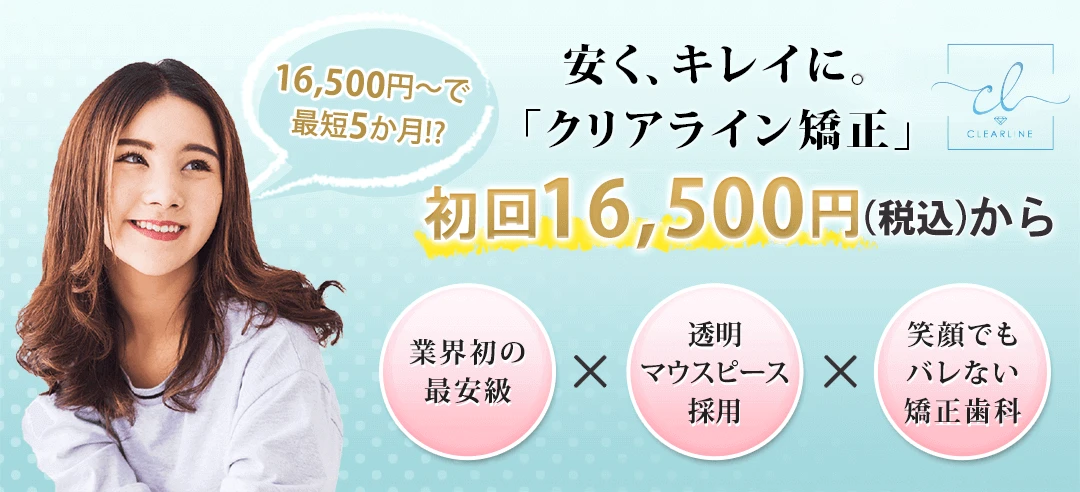 16,500円～で
最短5か月!?
安く、キレイに。
「クリアライン矯正」
cl
CLEARLINE
初回16,500円(税込)から
業界初の
最安級
×
透明
マウスピース
採用
×
笑顔でも
バレない
矯正歯科